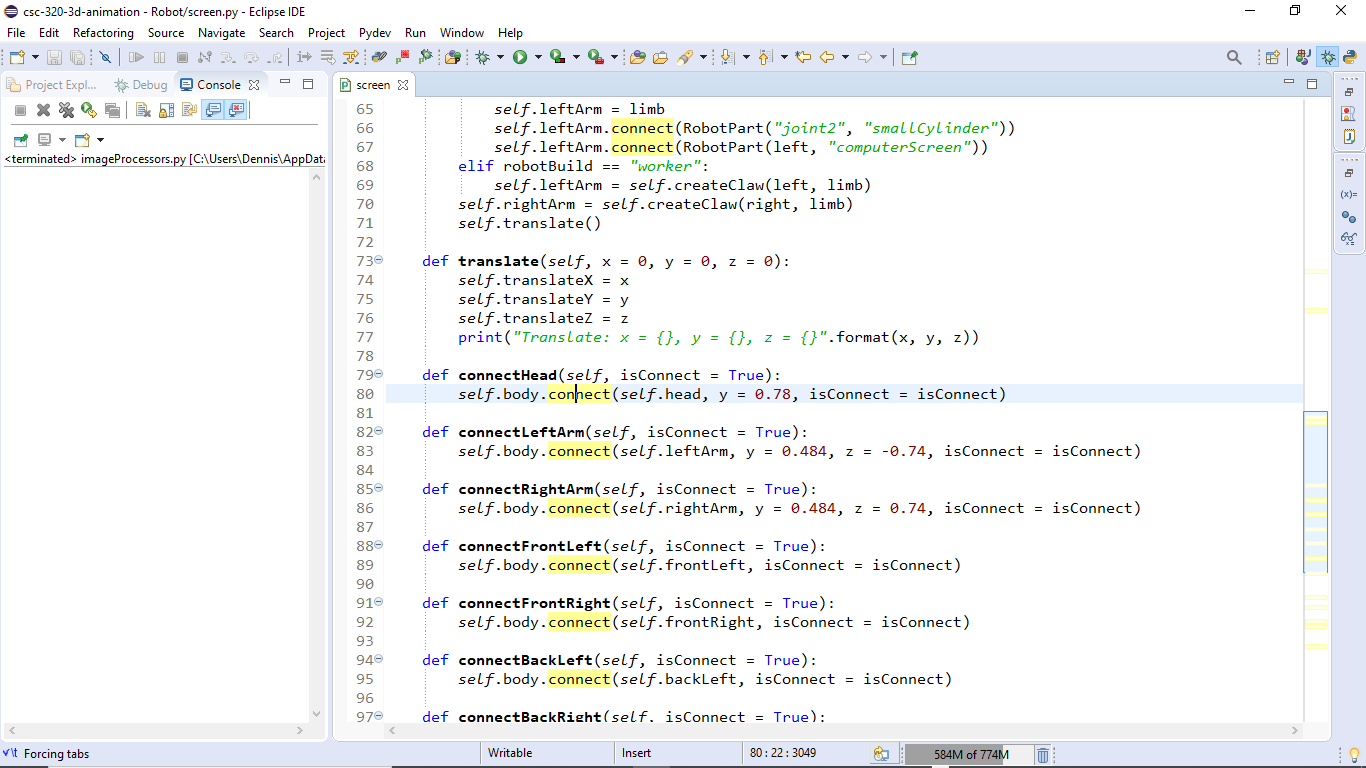 csc-320-3d-animation - Robot/screen.py - Eclipse IDE
File Edit Refactoring Source Navigate Search Project Pydev Run Window Help
Project Expl... Debug Console
<terminated> imageProcessors.py [C:\Users\Dennis\AppData
screen
65 self.leftArm = limb
66 self.leftArm.connect(RobotPart("joint2", "smallCylinder"))
67 self.leftArm.connect(RobotPart(left, "computerScreen"))
68 elif robotBuild == "worker":
69 self.leftArm = self.createClaw(left, limb)
70 self.rightArm = self.createClaw(right, limb)
71 self.translate()
72
73 def translate(self, x = 0, y = 0, z = 0):
74 self.translateX = x
75 self.translateY = y
76 self.translateZ = z
77 print("Translate: x = {}, y = {}, z = {}".format(x, y, z))
78
79 def connectHead(self, isConnect = True):
80 self.body.connect(self.head, y = 0.78, isConnect = isConnect)
81
82 def connectLeftArm(self, isConnect = True):
83 self.body.connect(self.leftArm, y = 0.484, z = -0.74, isConnect = isConnect)
84
85 def connectRightArm(self, isConnect = True):
86 self.body.connect(self.rightArm, y = 0.484, z = 0.74, isConnect = isConnect)
87
88 def connectFrontLeft(self, isConnect = True):
89 self.body.connect(self.frontLeft, isConnect = isConnect)
90
91 def connectFrontRight(self, isConnect = True):
92 self.body.connect(self.frontRight, isConnect = isConnect)
93
94 def connectBackLeft(self, isConnect = True):
95 self.body.connect(self.backLeft, isConnect = isConnect)
96
97 def connectBackRight(self, isConnect = True):
Forcing tabs Writable Insert 80 : 22 : 3049 584M of 774M